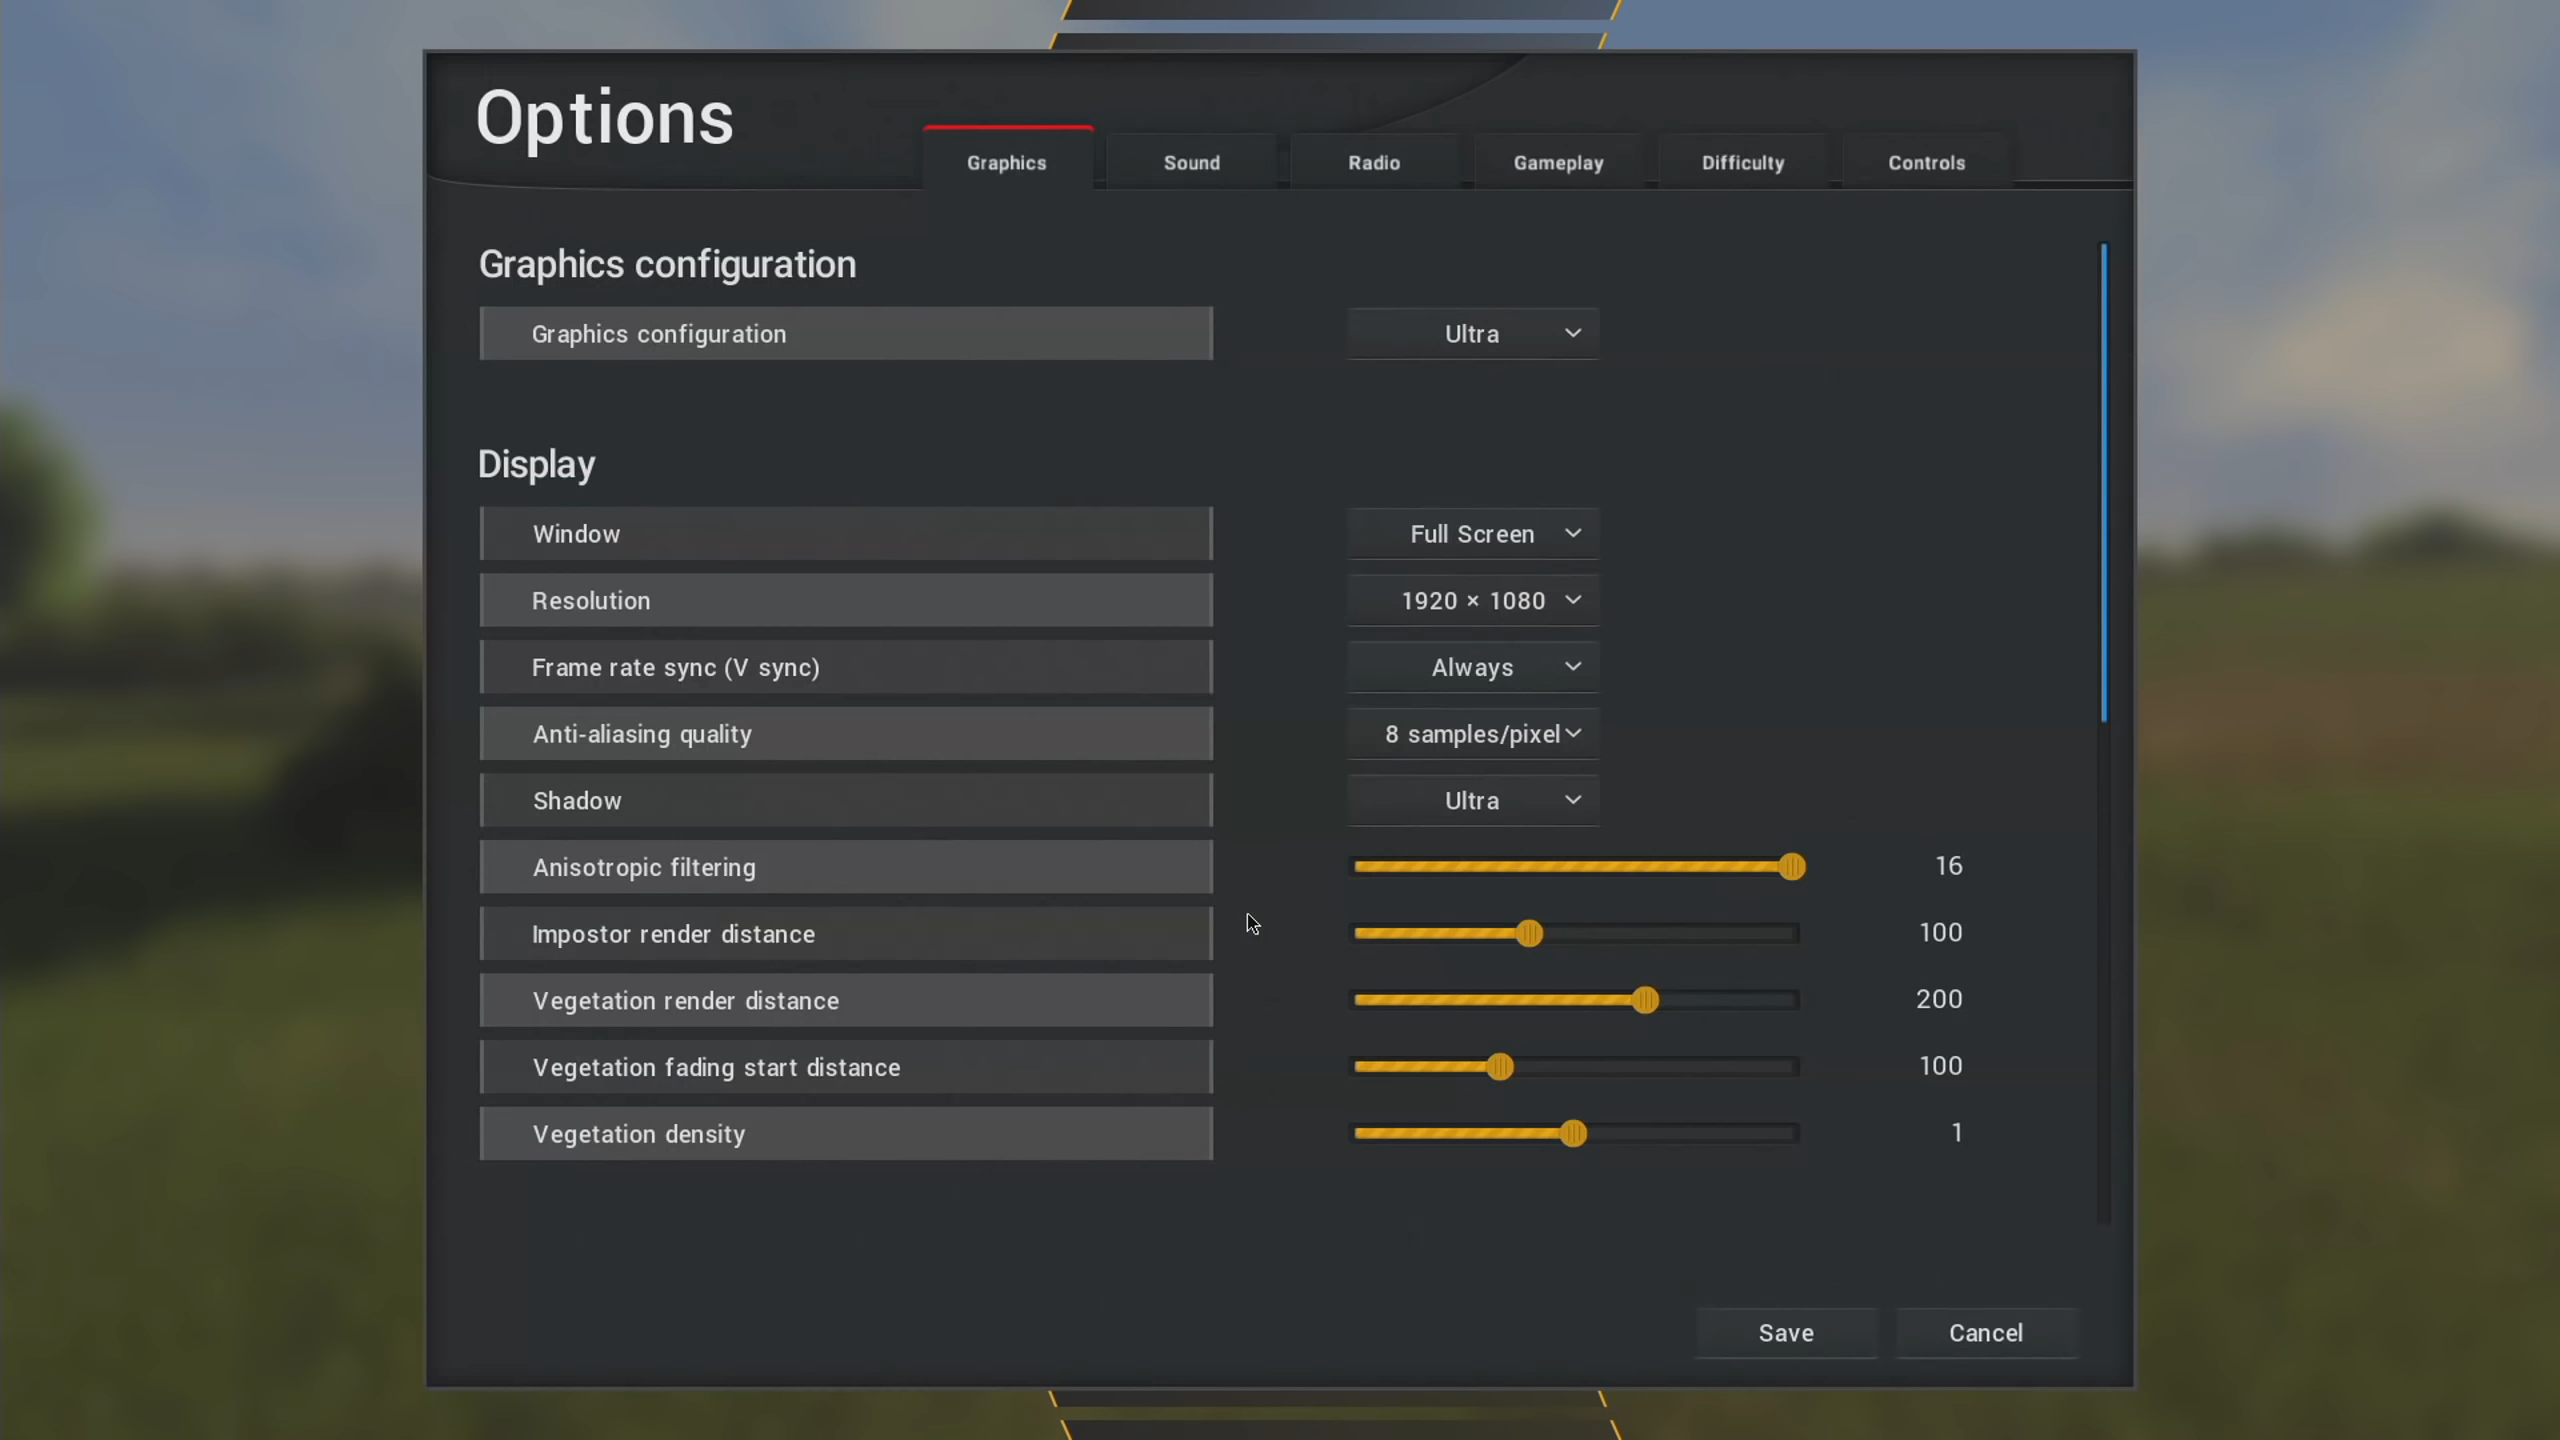 Options
Graphics Sound Radio Gameplay Difficulty Controls
Graphics configuration
Graphics configuration Ultra
Display
Window Full Screen
Resolution 1920 × 1080
Frame rate sync (V sync) Always
Anti-aliasing quality 8 samples/pixel
Shadow Ultra
Anisotropic filtering 16
Impostor render distance 100
Vegetation render distance 200
Vegetation fading start distance 100
Vegetation density 1
Save Cancel